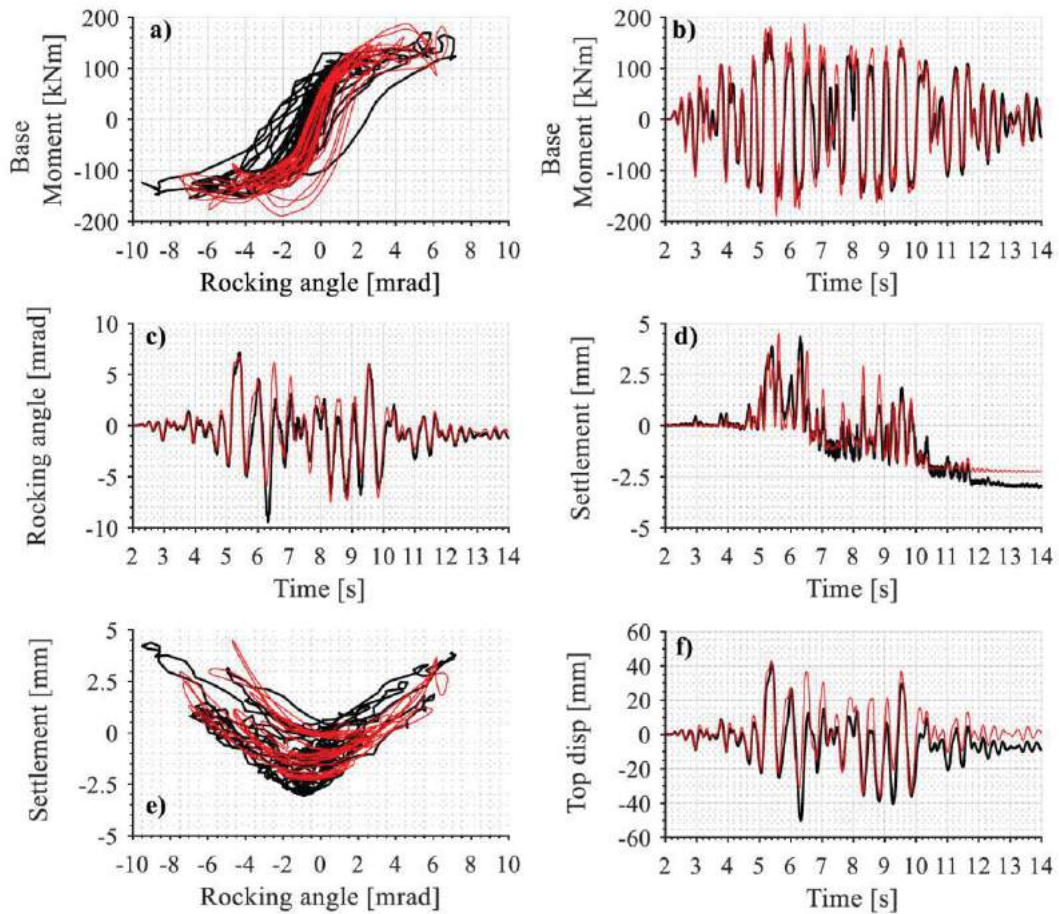 a)
200
100
0
-100
-200
Base
Moment [kNm]
-10 -8 -6 -4 -2 0 2 4 6 8 10
Rocking angle [mrad]
b)
200
100
0
-100
-200
Base
Moment [kNm]
2 3 4 5 6 7 8 9 10 11 12 13 14
Time [s]
c)
10
5
0
-5
-10
Rocking angle [mrad]
2 3 4 5 6 7 8 9 10 11 12 13 14
Time [s]
d)
5
2.5
0
-2.5
-5
Settlement [mm]
2 3 4 5 6 7 8 9 10 11 12 13 14
Time [s]
e)
5
2.5
0
-2.5
-5
Settlement [mm]
-10 -8 -6 -4 -2 0 2 4 6 8 10
Rocking angle [mrad]
f)
60
40
20
0
-20
-40
-60
Top disp [mm]
2 3 4 5 6 7 8 9 10 11 12 13 14
Time [s]